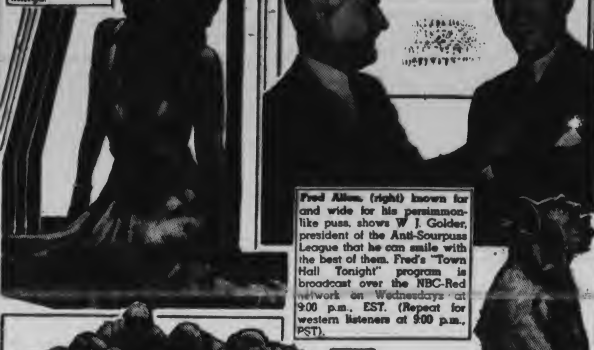 Fred Allen, (right) known far
and wide for his persimmon-
like puss, shows W J. Golder,
president of the Anti-Sourpuss
League that he can smile with
the best of them. Fred's "Town
Hall Tonight" program is
broadcast over the NBC-Red
network on Wednesdays at
9:00 p.m., EST. (Repeat for
western listeners at 9:00 p.m.,
PST).